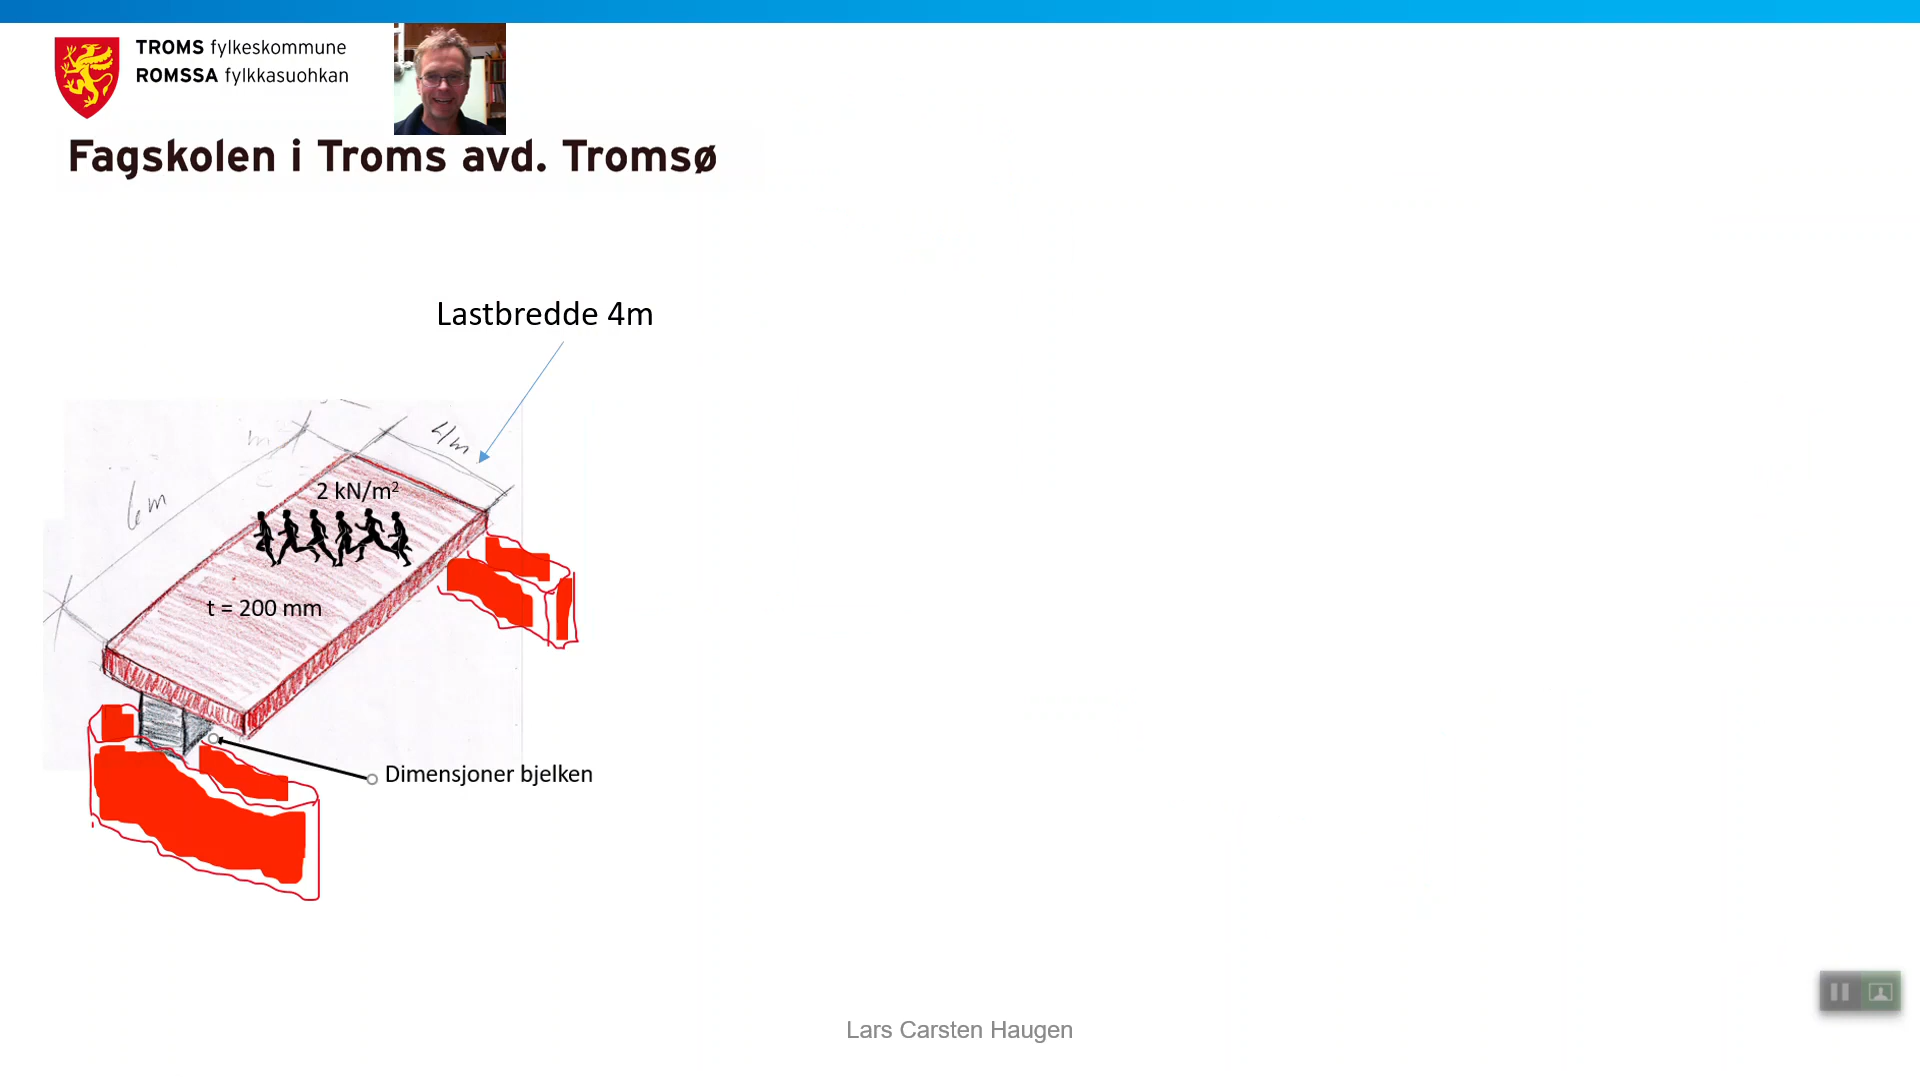 TROMS fylkeskommune
ROMSSA fylkkasuohkan
Fagskolen i Troms avd. Tromsø
Lastbredde 4m
4m
6m
2 kN/m²
t = 200 mm
Dimensjoner bjelken
Lars Carsten Haugen